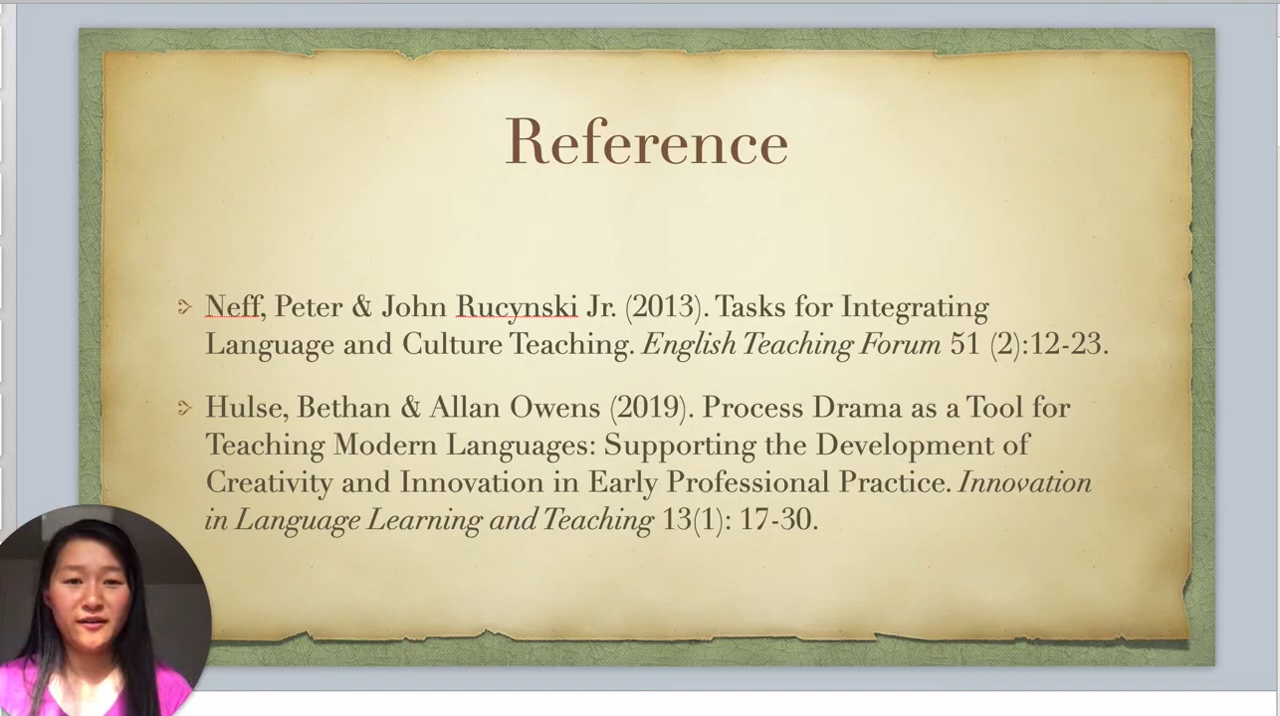 Reference
Neff, Peter & John Rucynski Jr. (2013). Tasks for Integrating
Language and Culture Teaching. English Teaching Forum 51 (2):12-23.
Hulse, Bethan & Allan Owens (2019). Process Drama as a Tool for
Teaching Modern Languages: Supporting the Development of
Creativity and Innovation in Early Professional Practice. Innovation
in Language Learning and Teaching 13(1): 17-30.